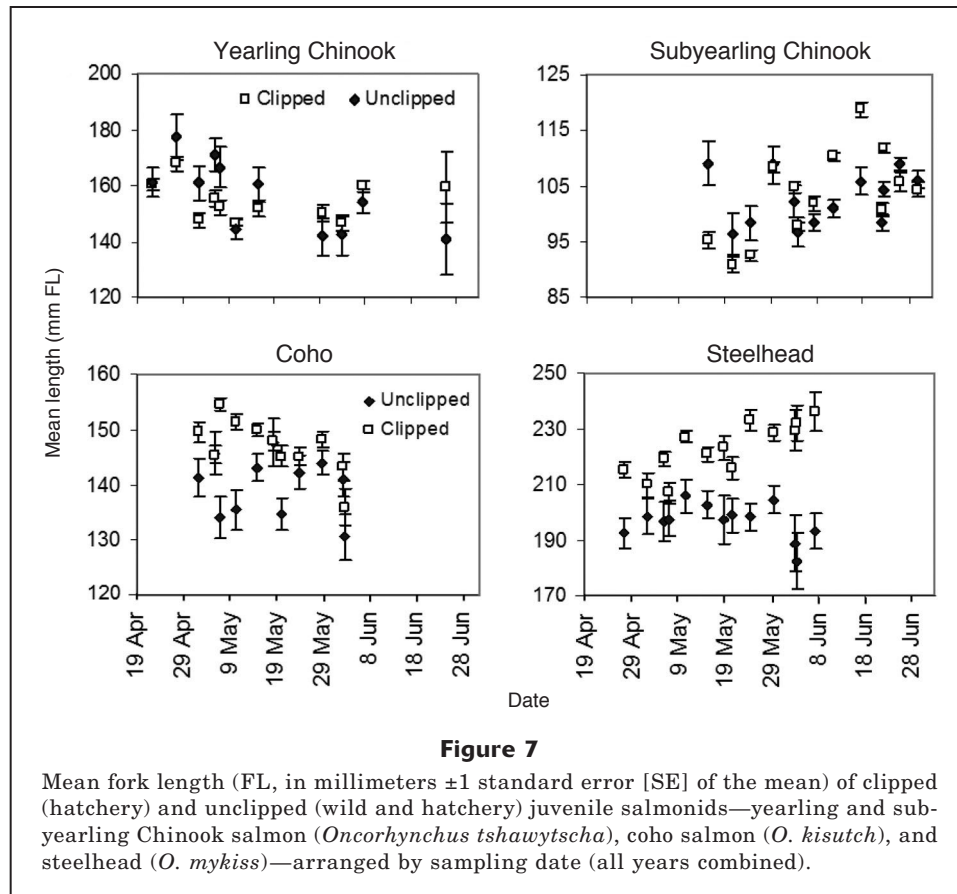 Yearling Chinook
200
180
160
140
120
Clipped Unclipped
Subyearling Chinook
125
115
105
95
85
Mean length (mm FL)
Coho
160
150
140
130
120
Unclipped
Clipped
19 Apr
29 Apr
9 May
19 May
29 May
8 Jun
18 Jun
28 Jun
Steelhead
250
230
210
190
170
19 Apr
29 Apr
9 May
19 May
29 May
8 Jun
18 Jun
28 Jun
Date
Figure 7
Mean fork length (FL, in millimeters ±1 standard error [SE] of the mean) of clipped
(hatchery) and unclipped (wild and hatchery) juvenile salmonids—yearling and sub-
yearling Chinook salmon (Oncorhynchus tshawytscha), coho salmon (O. kisutch), and
steelhead (O. mykiss)—arranged by sampling date (all years combined).